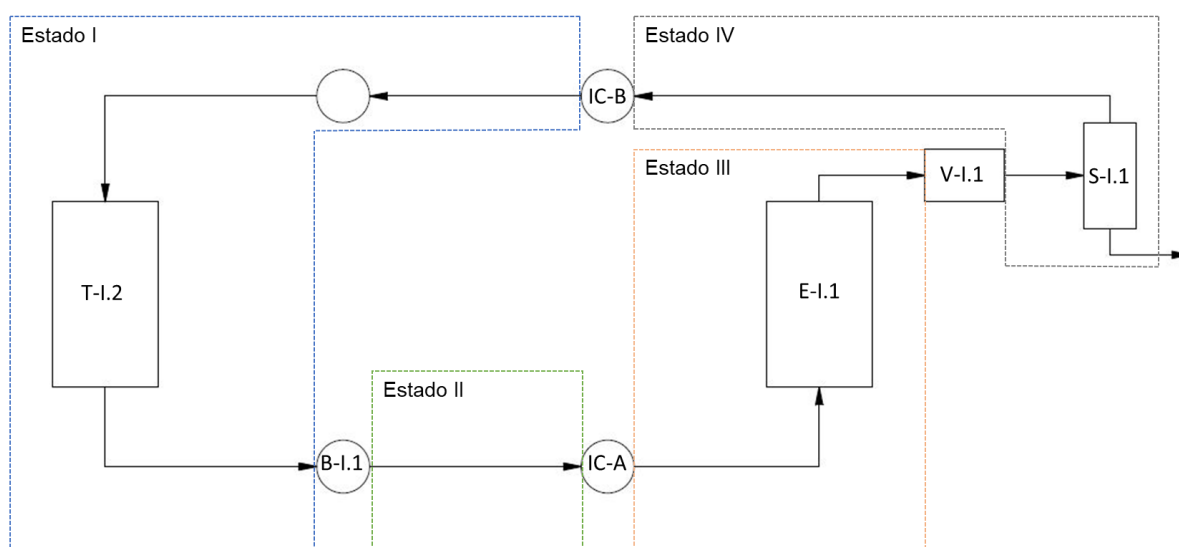 Estado I
Estado IV
IC-B
Estado III
V-I.1
S-I.1
T-I.2
E-I.1
Estado II
B-I.1
IC-A